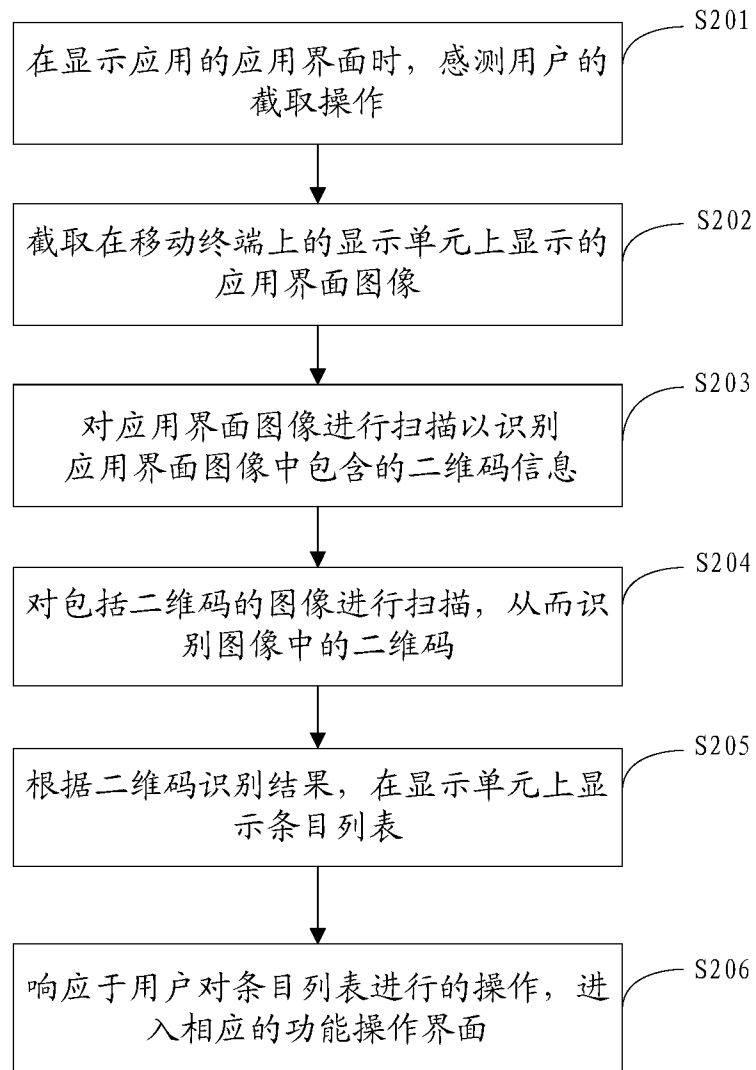 S201
在显示应用的应用界面时，感测用户的
截取操作
S202
截取在移动终端上的显示单元上显示的
应用界面图像
S203
对应用界面图像进行扫描以识别
应用界面图像中包含的二维码信息
S204
对包括二维码的图像进行扫描，从而识
别图像中的二维码
S205
根据二维码识别结果，在显示单元上显
示条目列表
S206
响应于用户对条目列表进行的操作，进
入相应的功能操作界面